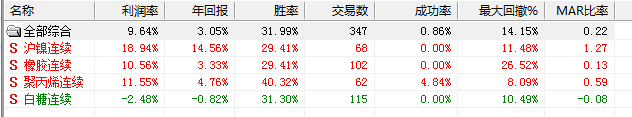 名称 利润率 年回报 胜率 交易数 成功率 最大回撤% MAR比率
全部综合 9.64% 3.05% 31.99% 347 0.86% 14.15% 0.22
S 沪镍连续 18.94% 14.56% 29.41% 68 0.00% 11.48% 1.27
S 橡胶连续 10.56% 3.33% 29.41% 102 0.00% 26.52% 0.13
S 聚丙烯连续 11.55% 4.76% 40.32% 62 4.84% 8.09% 0.59
S 白糖连续 -2.48% -0.82% 31.30% 115 0.00% 10.49% -0.08